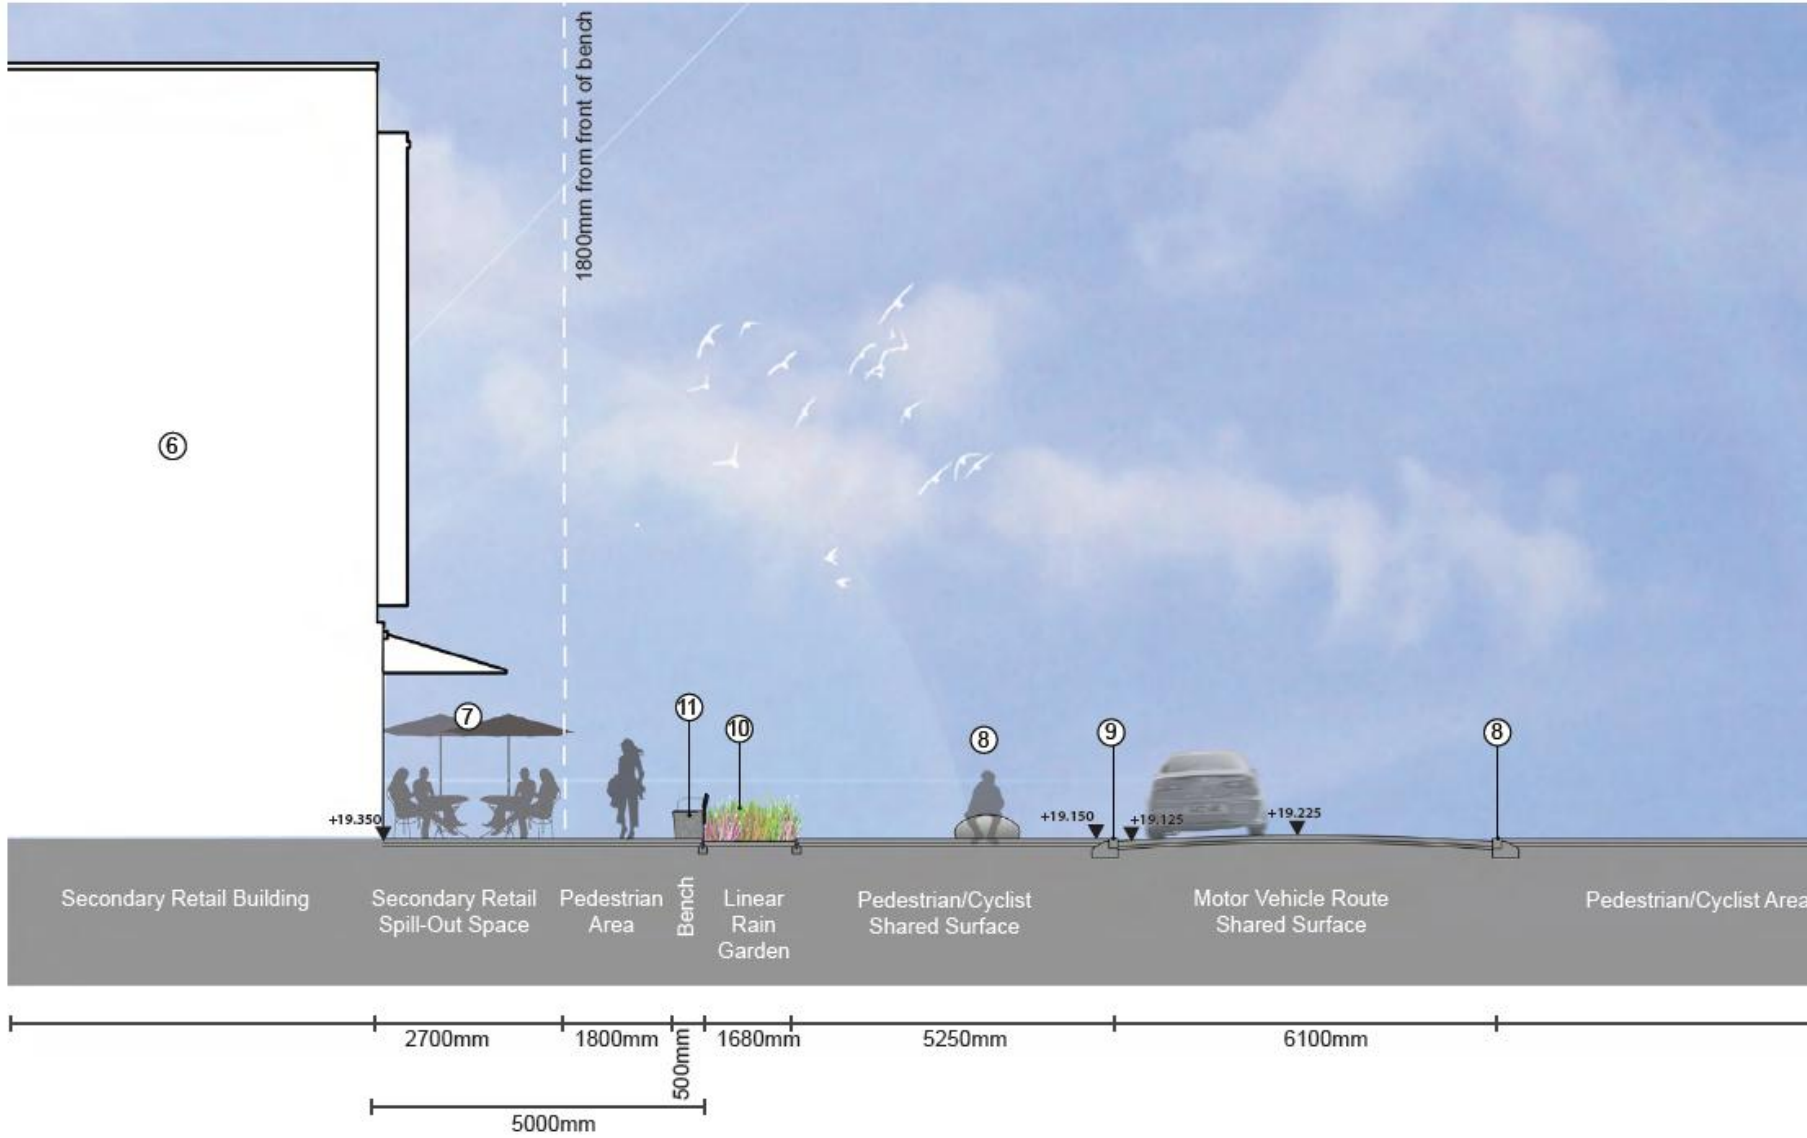 1800mm from front of bench
6
7
11
10
8
9
8
+19.350
+19.150
+19.125
+19.225
Secondary Retail Building
Secondary Retail
Spill-Out Space
Pedestrian
Area
Bench
Linear
Rain
Garden
Pedestrian/Cyclist
Shared Surface
Motor Vehicle Route
Shared Surface
Pedestrian/Cyclist Area
2700mm
1800mm
500mm
1680mm
5250mm
6100mm
5000mm